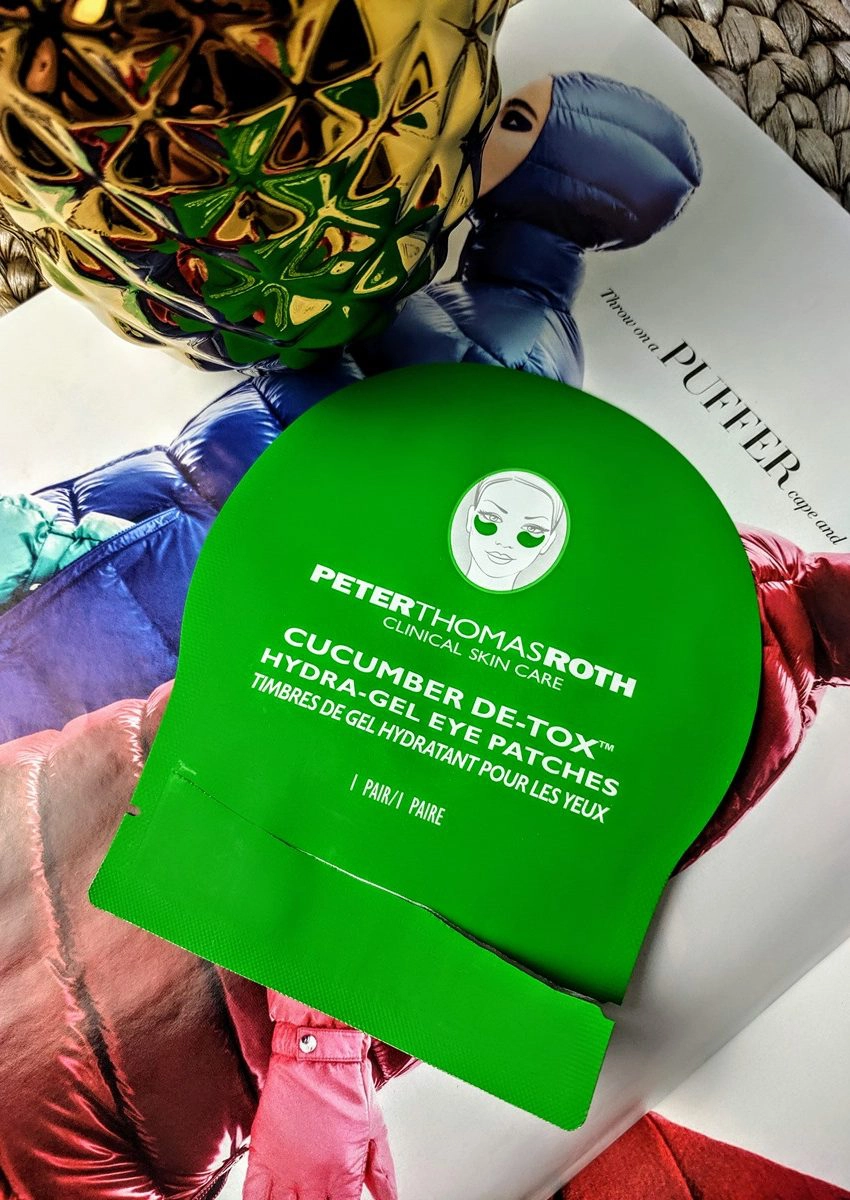 Throw on a
PUFFER
cape and
PETERTHOMASROTH
CLINICAL SKIN CARE
CUCUMBER DE-TOX™
HYDRA-GEL EYE PATCHES
TIMBRES DE GEL HYDRATANT POUR LES YEUX
1 PAIR/1 PAIRE